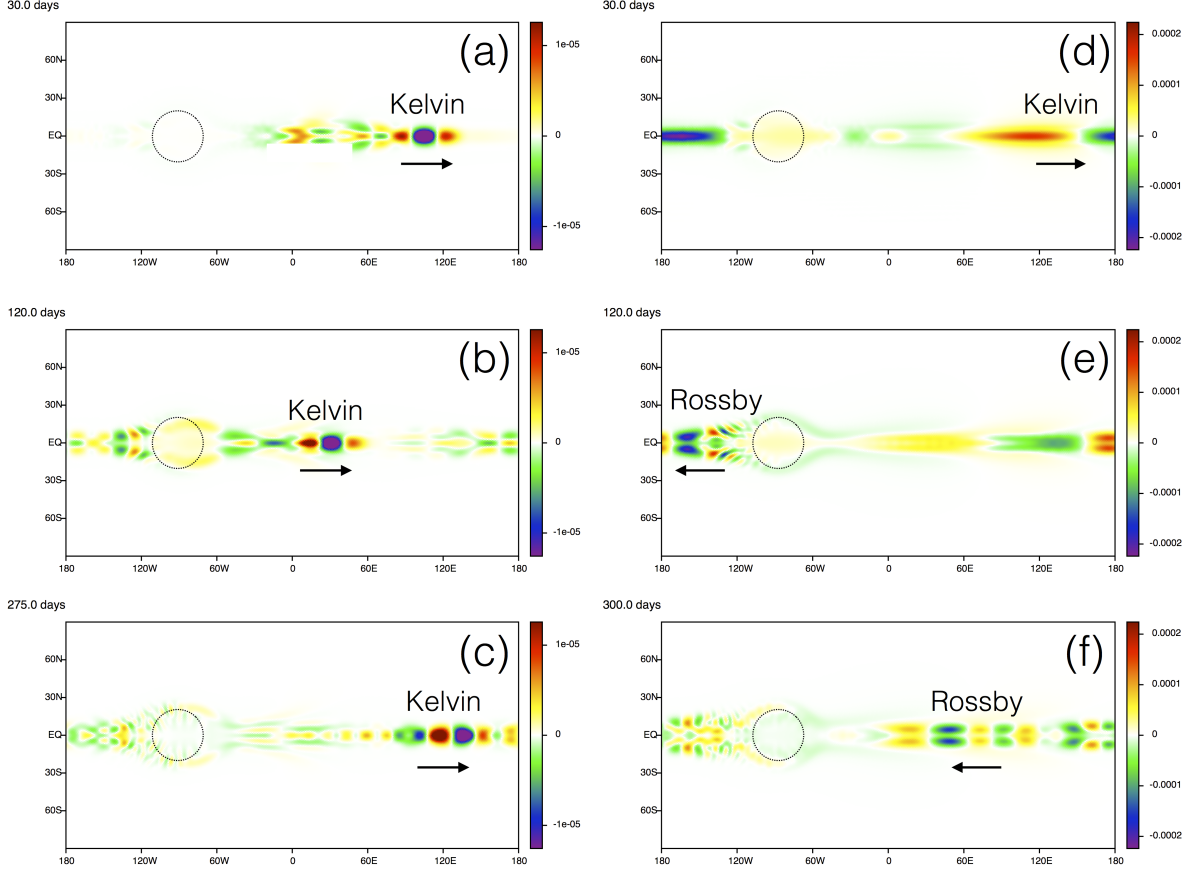 30.0 days
(a)
Kelvin
60N
30N
EQ
30S
60S
180 120W 60W 0 60E 120E 180
1e-05
0
-1e-05
30.0 days
(d)
Kelvin
60N
30N
EQ
30S
60S
180 120W 60W 0 60E 120E 180
0.0002
0.0001
0
-0.0001
-0.0002
120.0 days
(b)
Kelvin
60N
30N
EQ
30S
60S
180 120W 60W 0 60E 120E 180
1e-05
0
-1e-05
120.0 days
(e)
Rossby
60N
30N
EQ
30S
60S
180 120W 60W 0 60E 120E 180
0.0002
0.0001
0
-0.0001
-0.0002
275.0 days
(c)
Kelvin
60N
30N
EQ
30S
60S
180 120W 60W 0 60E 120E 180
1e-05
0
-1e-05
300.0 days
(f)
Rossby
60N
30N
EQ
30S
60S
180 120W 60W 0 60E 120E 180
0.0002
0.0001
0
-0.0001
-0.0002